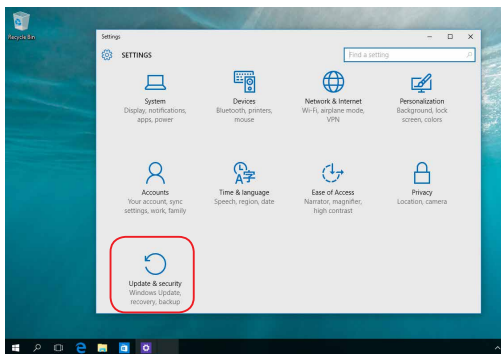 Recycle Bin
Settings
SETTINGS
Find a setting
System
Display, notifications,
apps, power
Devices
Bluetooth, printers,
mouse
Network & Internet
Wi-Fi, airplane mode,
VPN
Personalization
Background, lock
screen, colors
Accounts
Your account, sync
settings, work, family
Time & language
Speech, region, date
Ease of Access
Narrator, magnifier,
high contrast
Privacy
Location, camera
Update & security
Windows Update,
recovery, backup